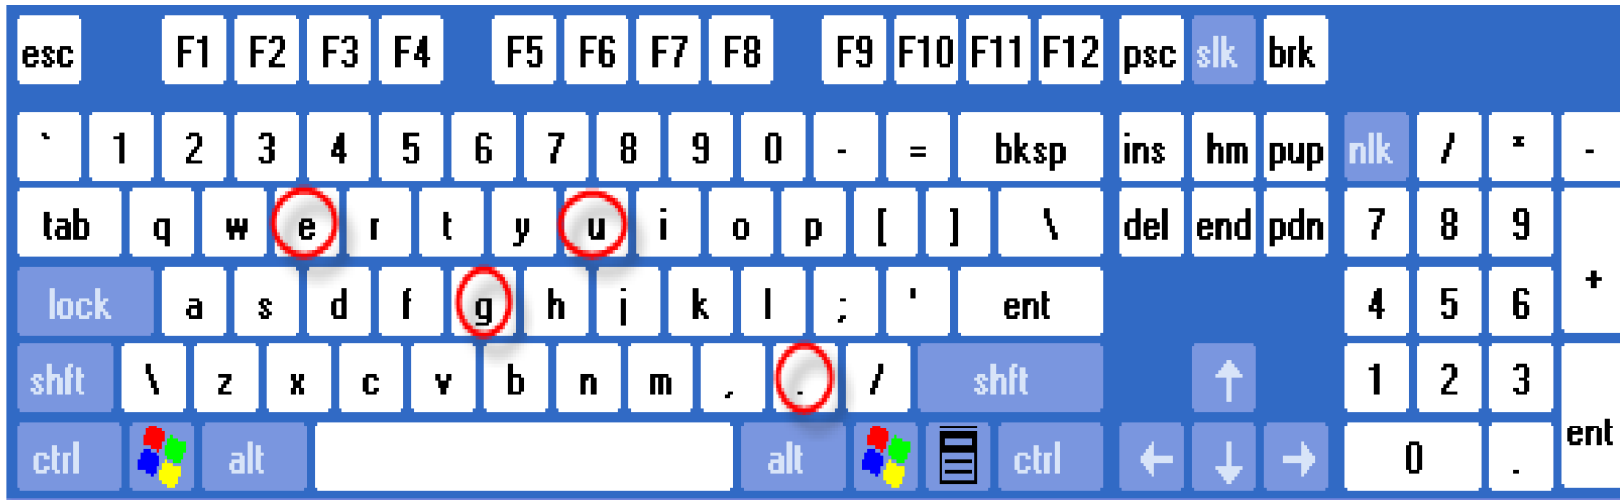 esc F1 F2 F3 F4 F5 F6 F7 F8 F9 F10 F11 F12 psc slk brk
` 1 2 3 4 5 6 7 8 9 0 - = bksp ins hm pup nlk / * -
tab q w e r t y u i o p [ ] \ del end pdn 7 8 9 +
lock a s d f g h j k l ; ' ent 4 5 6
shft \ z x c v b n m , . / shft ↑ 1 2 3 ent
ctrl alt alt ctrl ← ↓ → 0 .